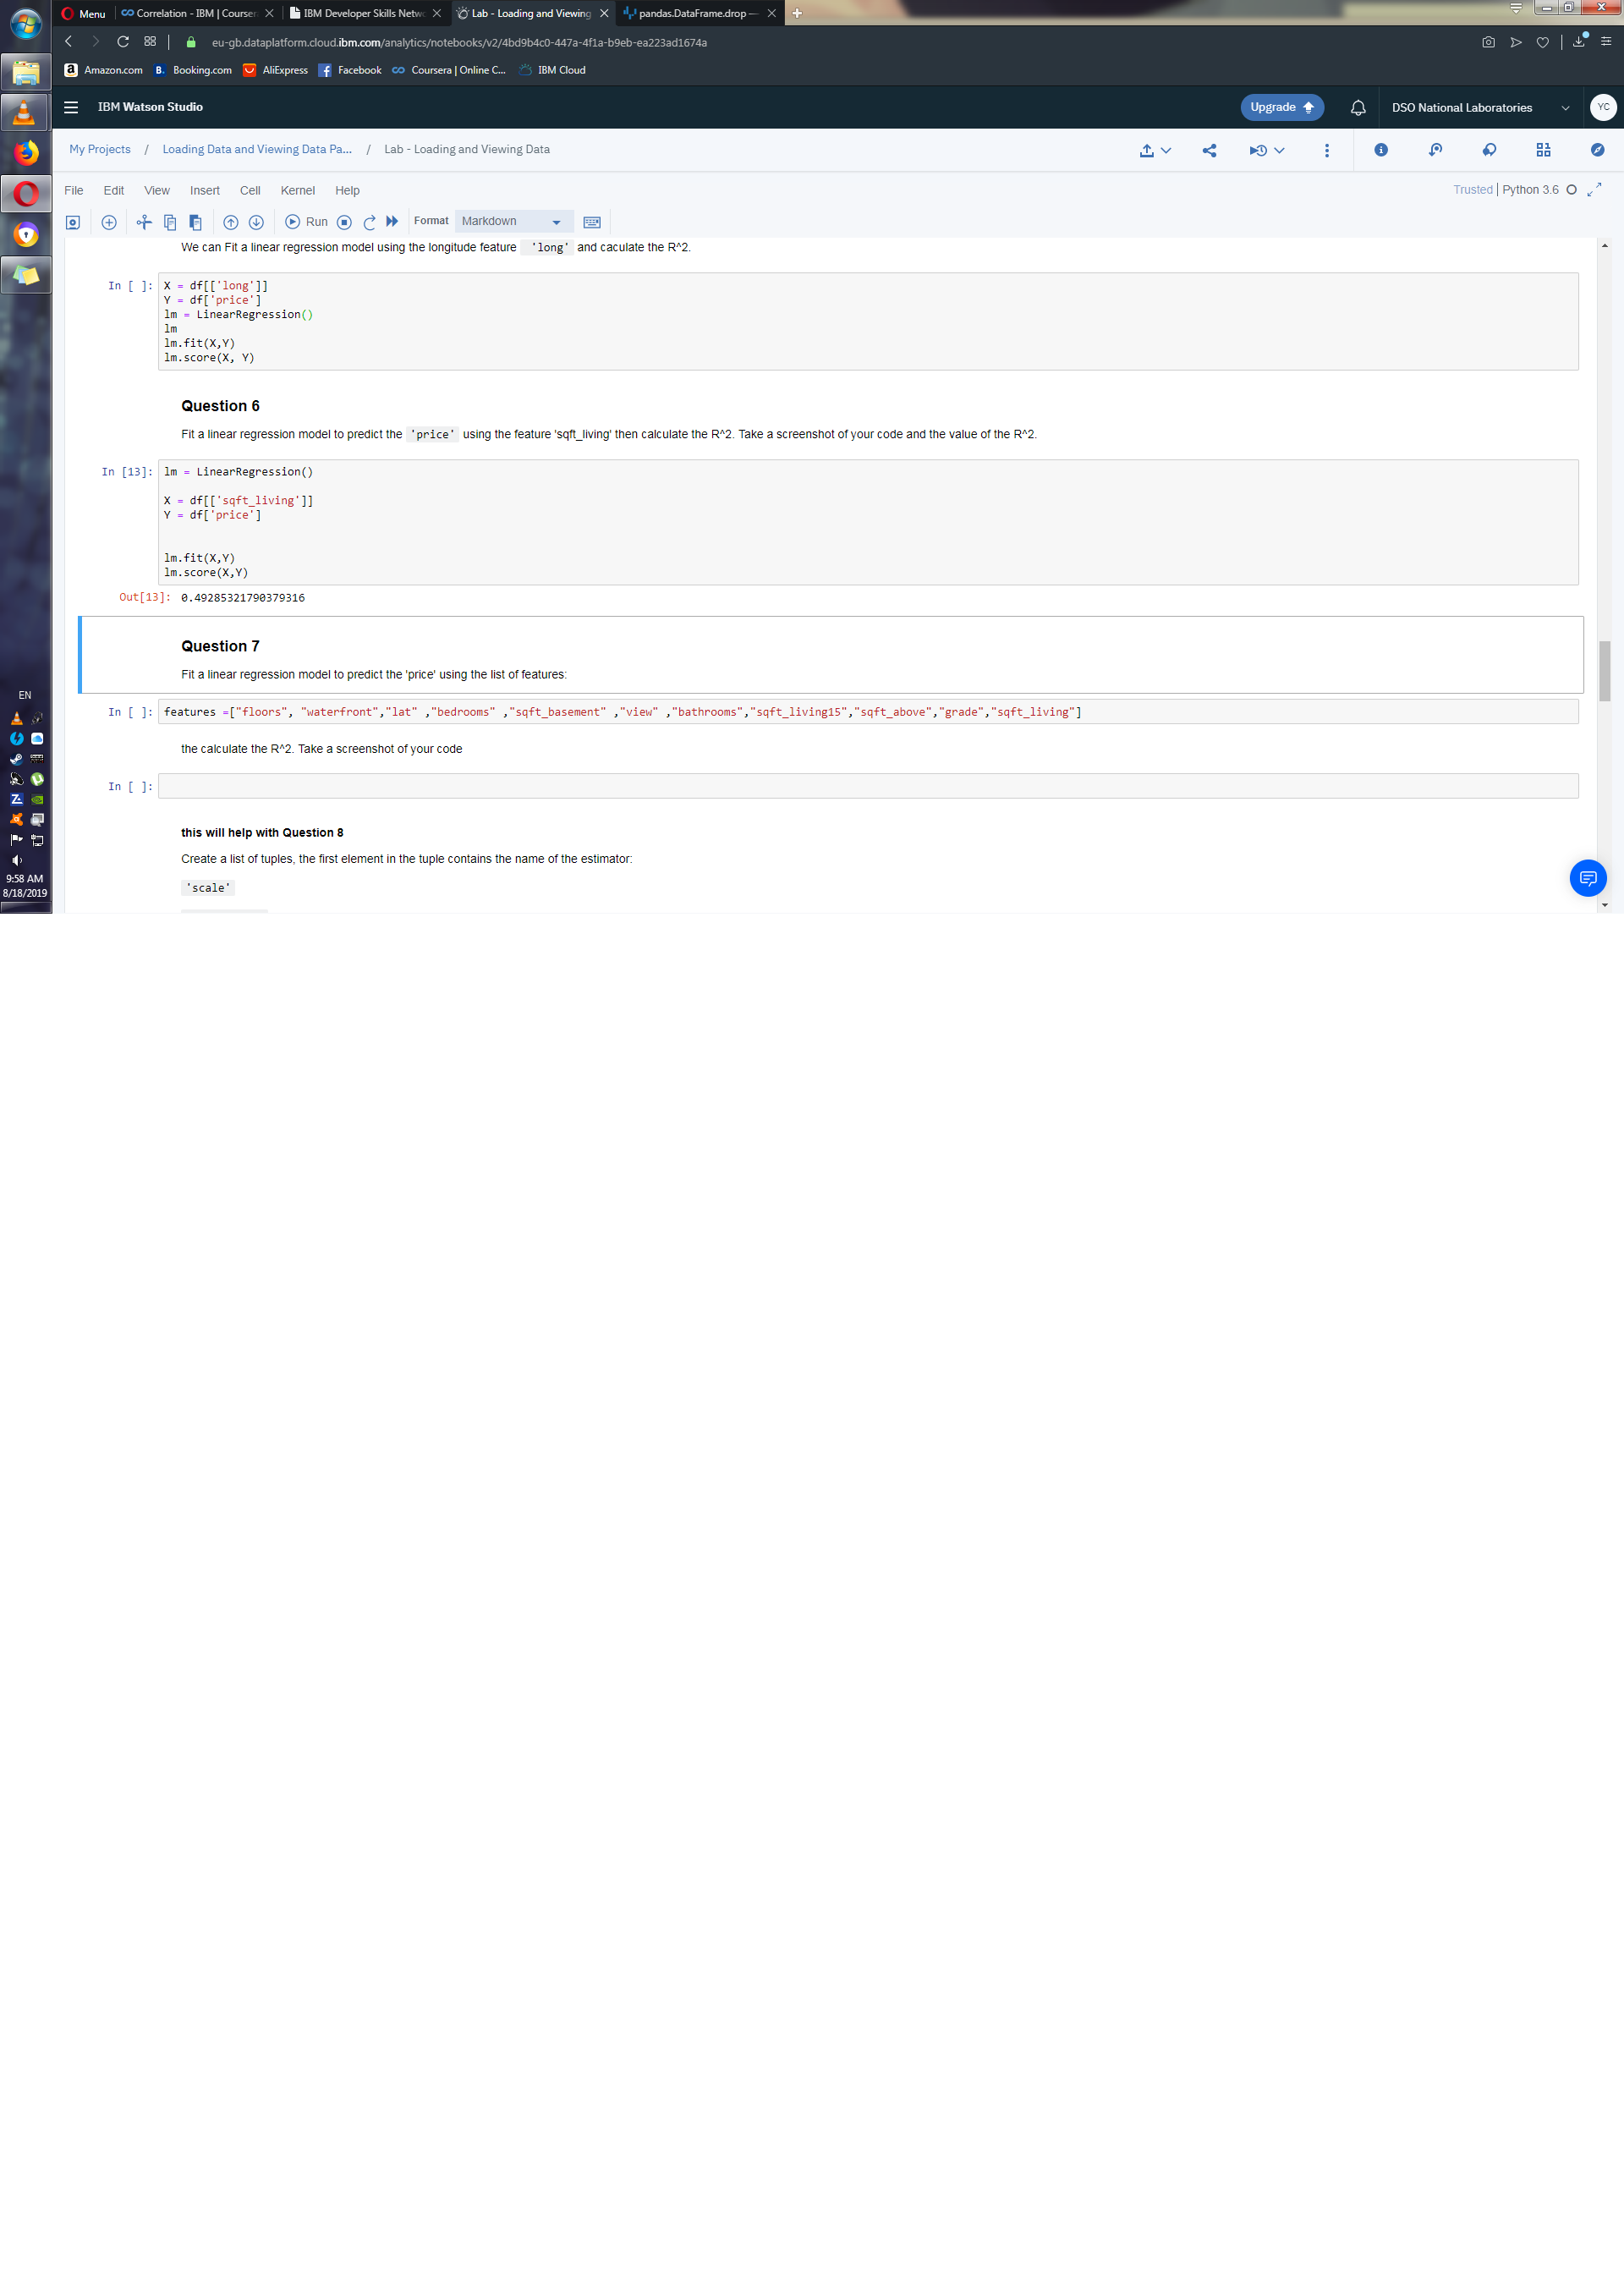 Menu
Correlation - IBM | Courser
IBM Developer Skills Netwo
Lab - Loading and Viewing
pandas.DataFrame.drop —
eu-gb.dataplatform.cloud.ibm.com/analytics/notebooks/v2/4bd9b4c0-447a-4f1a-b9eb-ea223ad1674a
Amazon.com
Booking.com
AliExpress
Facebook
Coursera | Online C...
IBM Cloud
IBM Watson Studio
Upgrade
DSO National Laboratories
YC
My Projects / Loading Data and Viewing Data Pa... / Lab - Loading and Viewing Data
File Edit View Insert Cell Kernel Help
Trusted | Python 3.6
Run
Format
Markdown
We can Fit a linear regression model using the longitude feature 'long' and caculate the R^2.
In [ ]: X = df[['long']]
Y = df['price']
lm = LinearRegression()
lm
lm.fit(X,Y)
lm.score(X, Y)
Question 6
Fit a linear regression model to predict the 'price' using the feature 'sqft_living' then calculate the R^2. Take a screenshot of your code and the value of the R^2.
In [13]: lm = LinearRegression()
X = df[['sqft_living']]
Y = df['price']
lm.fit(X,Y)
lm.score(X,Y)
Out[13]: 0.49285321790379316
Question 7
Fit a linear regression model to predict the 'price' using the list of features:
In [ ]: features =["floors", "waterfront","lat" ,"bedrooms" ,"sqft_basement" ,"view" ,"bathrooms","sqft_living15","sqft_above","grade","sqft_living"]
the calculate the R^2. Take a screenshot of your code
In [ ]:
this will help with Question 8
Create a list of tuples, the first element in the tuple contains the name of the estimator:
'scale'
EN
9:58 AM
8/18/2019